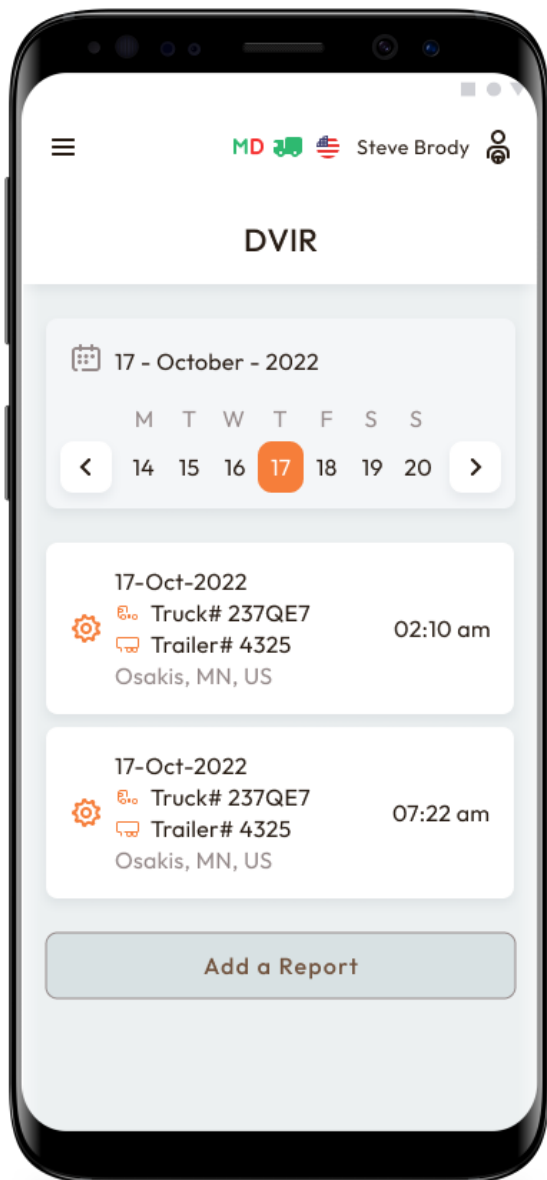 MD Steve Brody
DVIR
17 - October - 2022
M T W T F S S
14 15 16 17 18 19 20
17-Oct-2022
Truck# 237QE7
Trailer# 4325
02:10 am
Osakis, MN, US
17-Oct-2022
Truck# 237QE7
Trailer# 4325
07:22 am
Osakis, MN, US
Add a Report